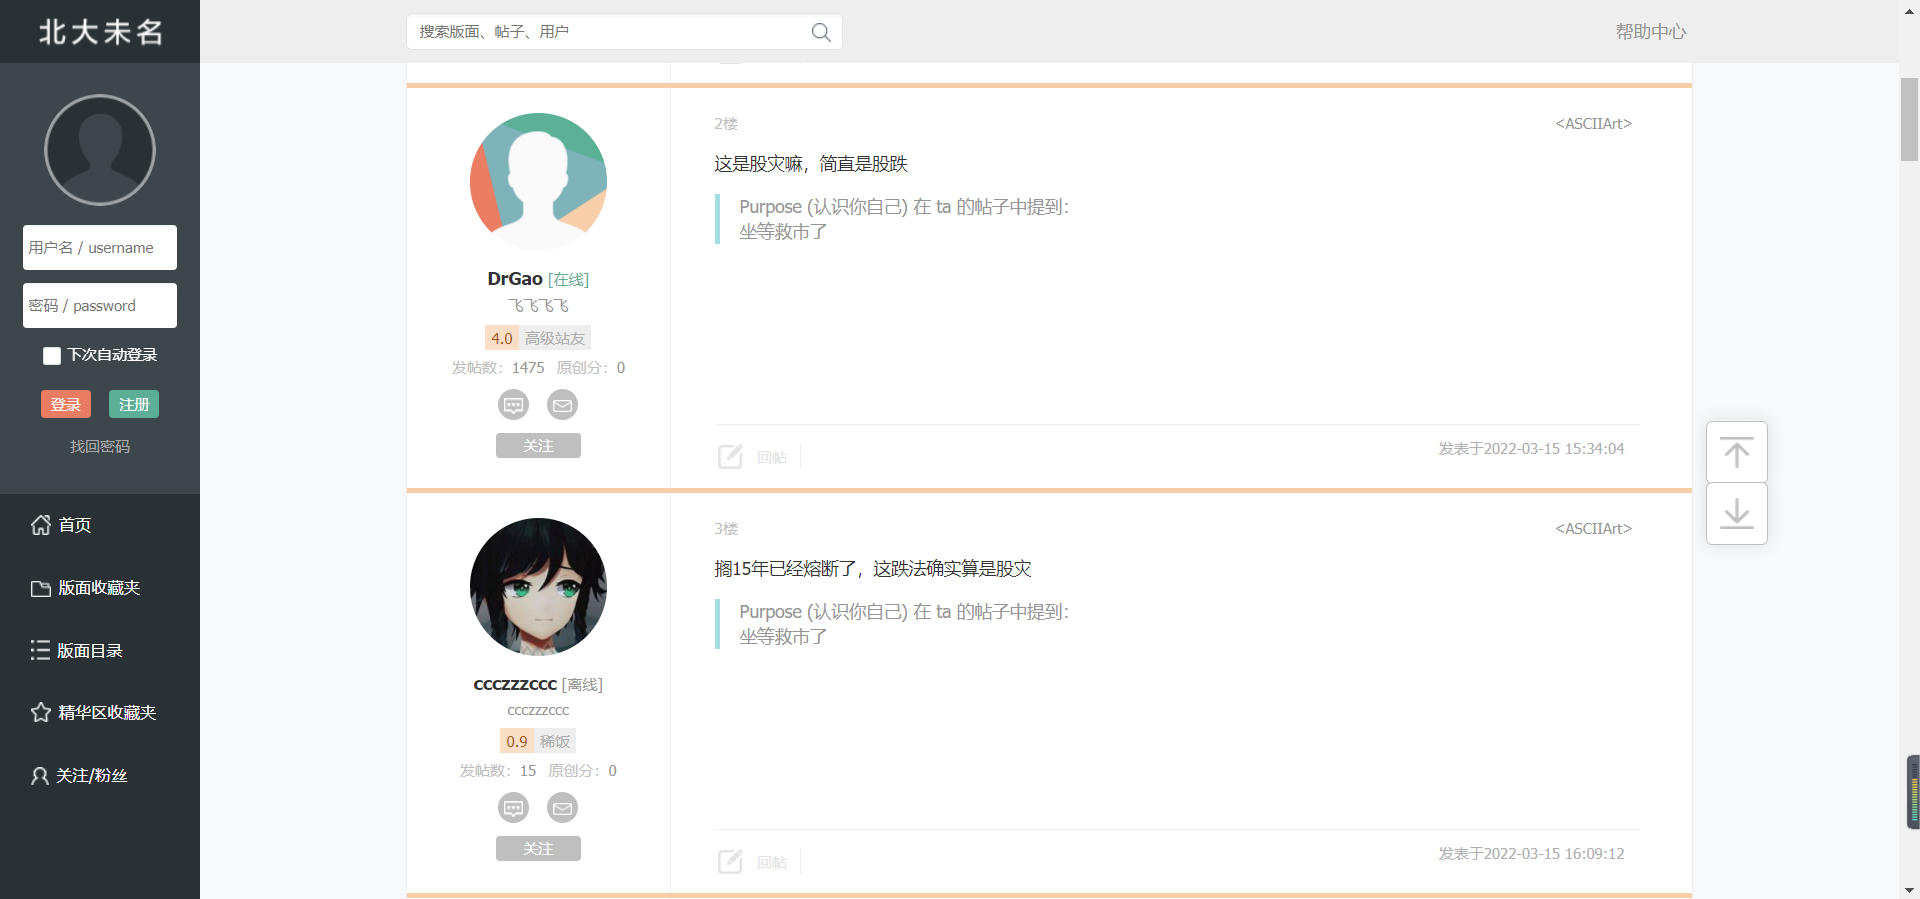 北大未名
搜索版面、帖子、用户
帮助中心
用户名 / username
密码 / password
下次自动登录
登录 注册
找回密码
首页
版面收藏夹
版面目录
精华区收藏夹
关注/粉丝
DrGao [在线]
飞飞飞飞
4.0 高级站友
发帖数：1475 原创分：0
关注
2楼
<ASCIIArt>
这是股灾嘛，简直是股跌
Purpose (认识你自己) 在 ta 的帖子中提到：
坐等救市了
回帖
发表于2022-03-15 15:34:04
ccczzzccc [离线]
ccczzzccc
0.9 稀饭
发帖数：15 原创分：0
关注
3楼
<ASCIIArt>
搁15年已经熔断了，这跌法确实算是股灾
Purpose (认识你自己) 在 ta 的帖子中提到：
坐等救市了
回帖
发表于2022-03-15 16:09:12